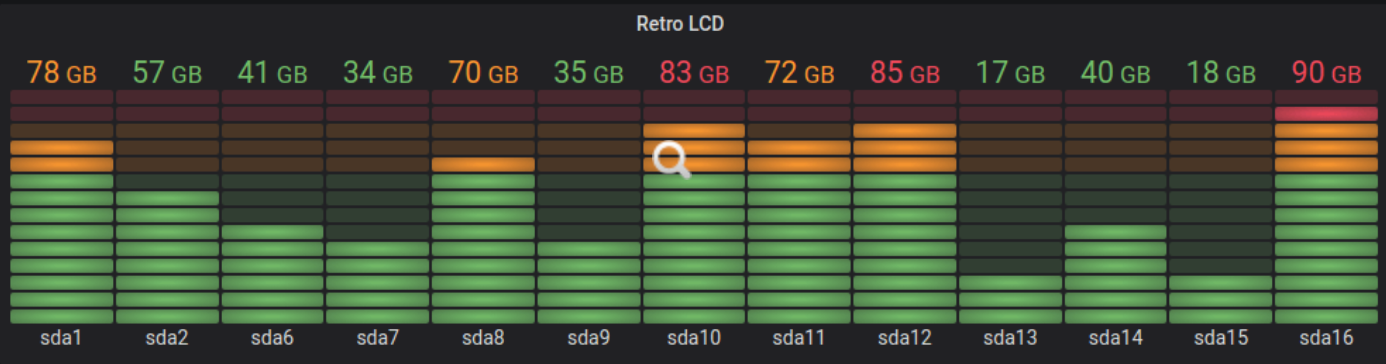 Retro LCD
78 GB 57 GB 41 GB 34 GB 70 GB 35 GB 83 GB 72 GB 85 GB 17 GB 40 GB 18 GB 90 GB
sda1 sda2 sda6 sda7 sda8 sda9 sda10 sda11 sda12 sda13 sda14 sda15 sda16